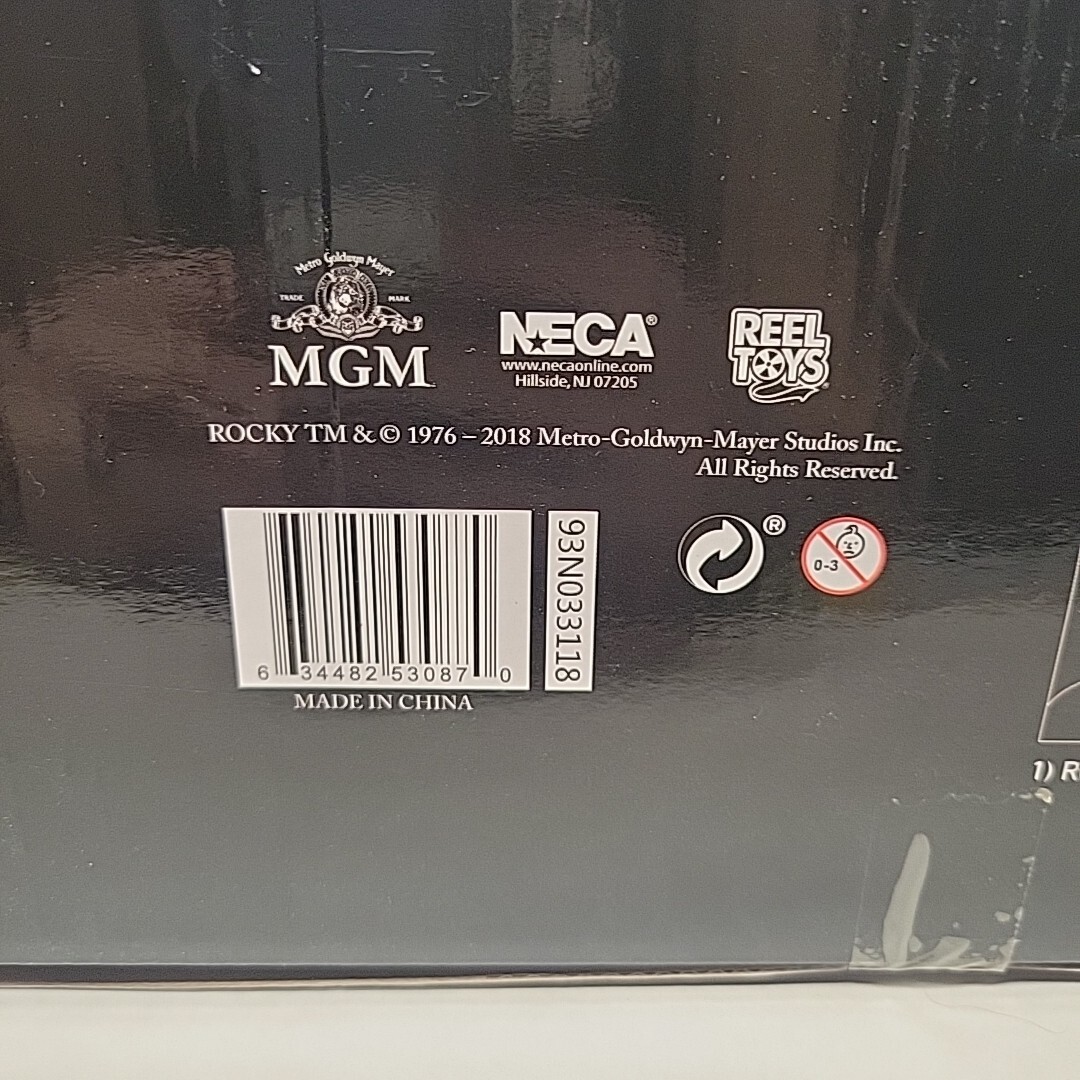 Metro Goldwyn Mayer
TRADE MARK
MGM
NECA®
www.necaonline.com
Hillside, NJ 07205
REEL
TOYS
ROCKY TM & © 1976 – 2018 Metro-Goldwyn-Mayer Studios Inc.
All Rights Reserved.
6 34482 53087 0
93N033118
®
0-3
MADE IN CHINA
1) R